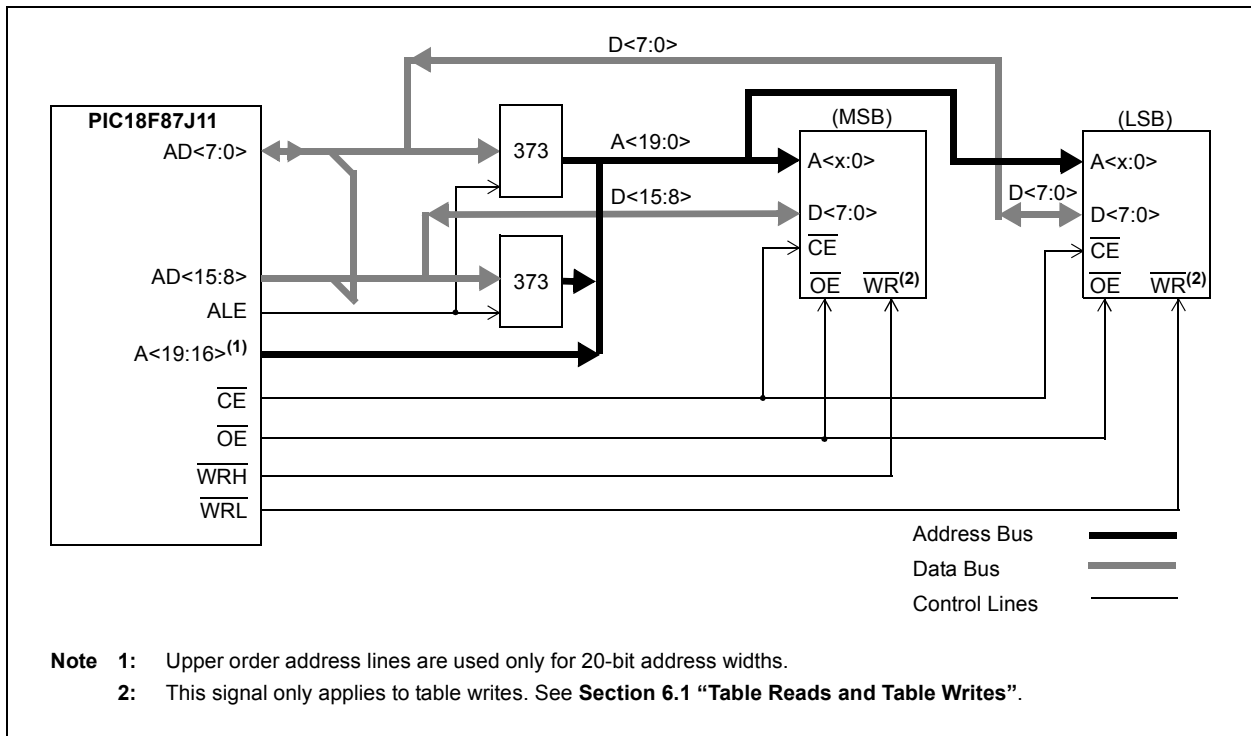 D<7:0>
PIC18F87J11
AD<7:0>
373
A<19:0>
(MSB)
A<x:0>
(LSB)
A<x:0>
D<15:8>
D<7:0>
D<7:0>
D<7:0>
CE
CE
AD<15:8>
373
OE WR(2)
OE WR(2)
ALE
A<19:16>(1)
CE
OE
WRH
WRL
Address Bus
Data Bus
Control Lines
Note 1: Upper order address lines are used only for 20-bit address widths.
2: This signal only applies to table writes. See Section 6.1 “Table Reads and Table Writes”.